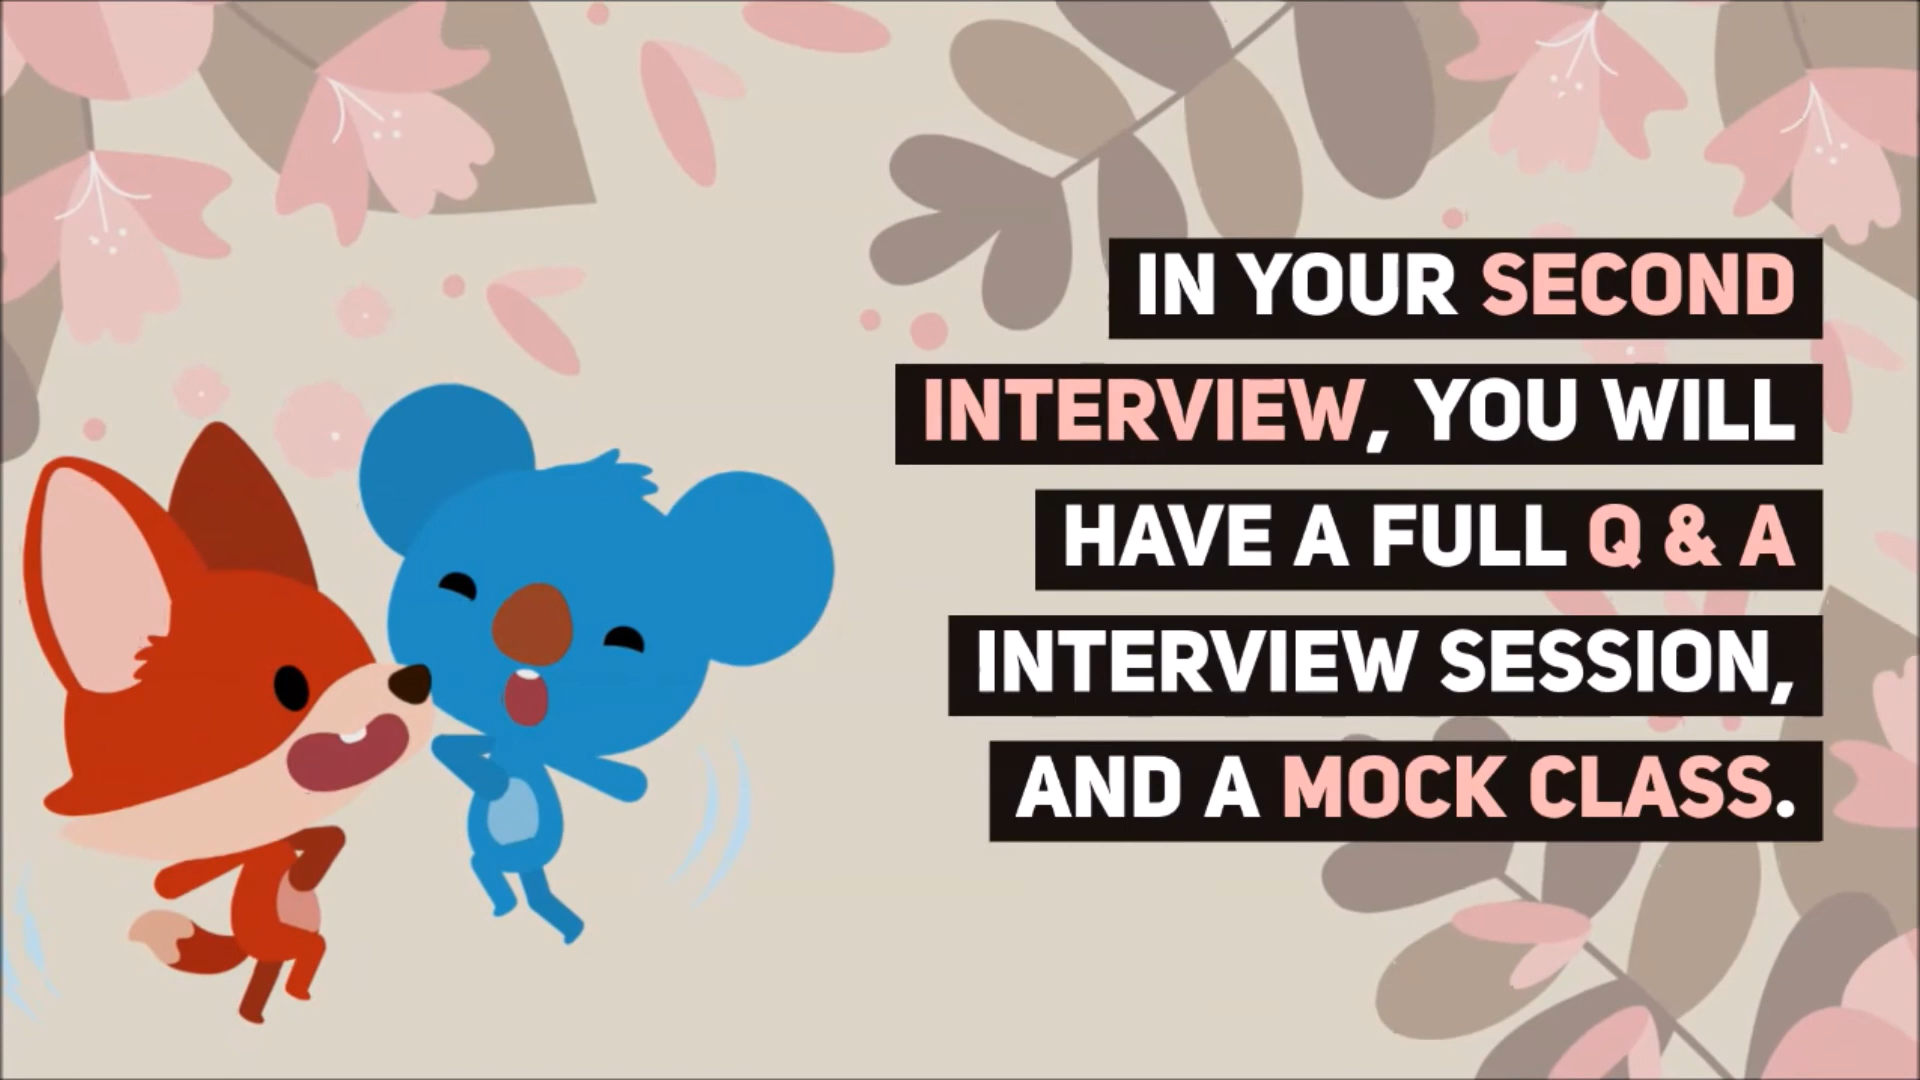 IN YOUR SECOND
INTERVIEW, YOU WILL
HAVE A FULL Q & A
INTERVIEW SESSION,
AND A MOCK CLASS.